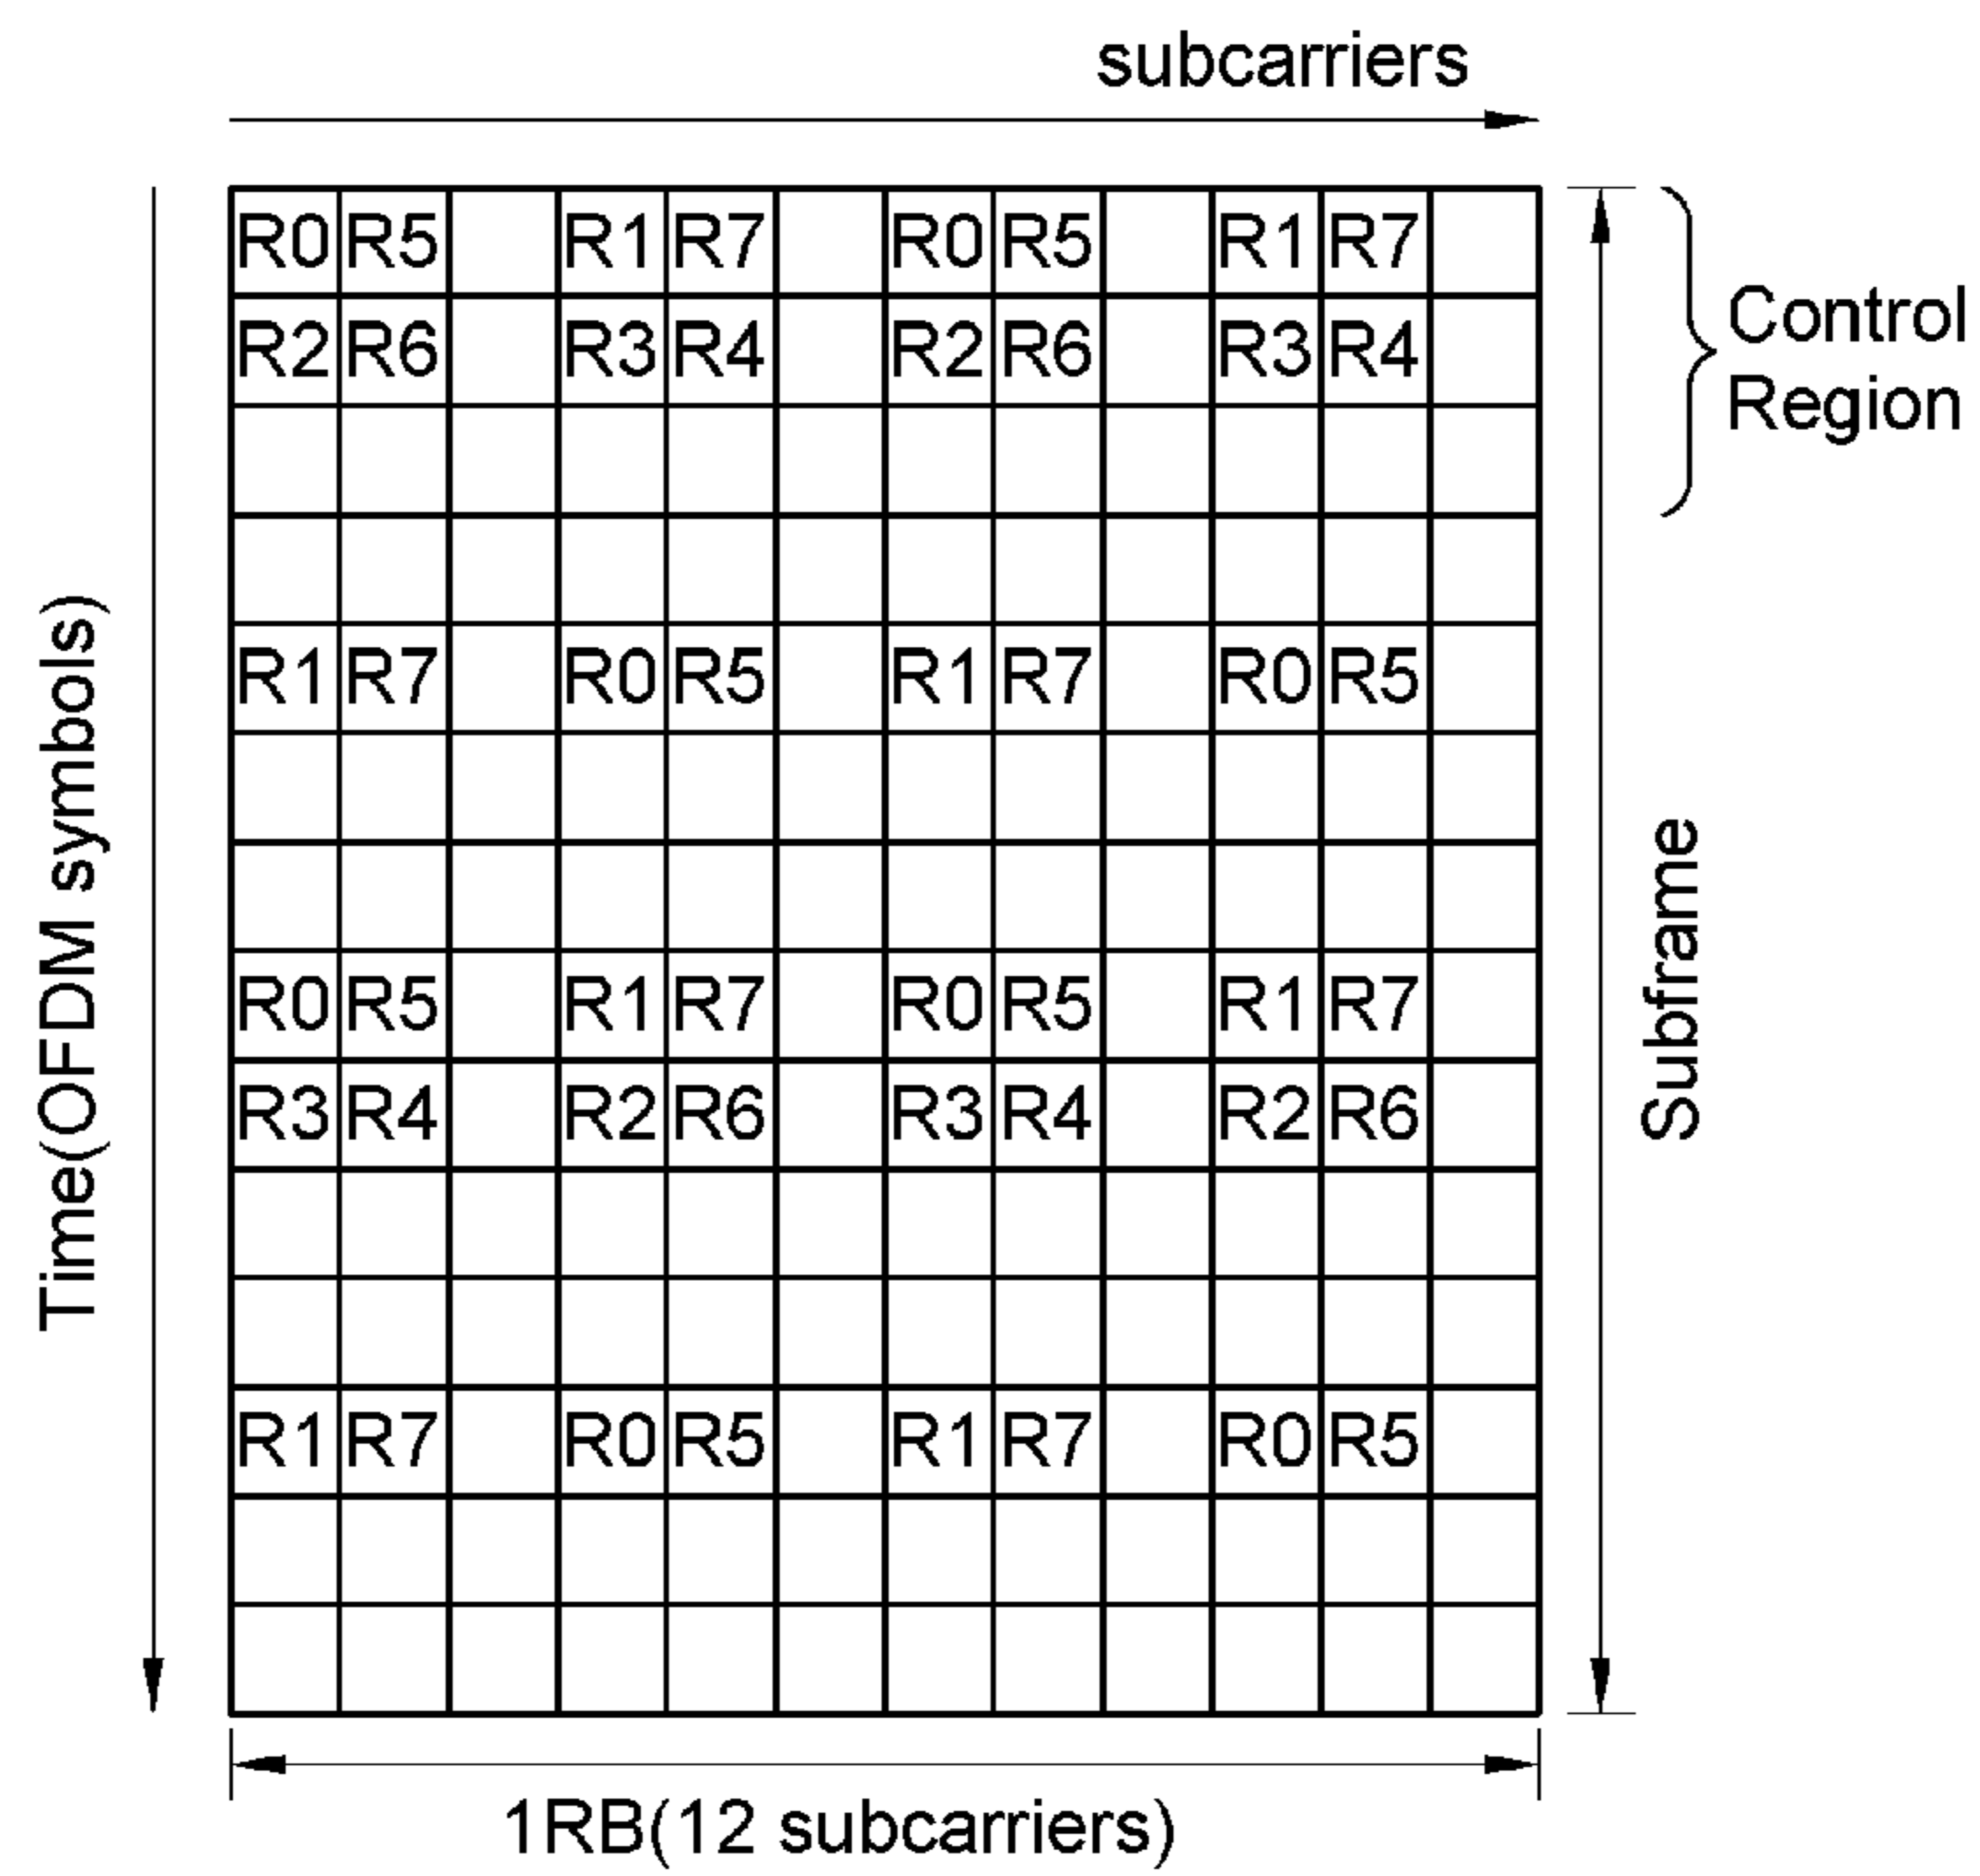 subcarriers
R0 R5 R1 R7 R0 R5 R1 R7
R2 R6 R3 R4 R2 R6 R3 R4
Control
Region
R1 R7 R0 R5 R1 R7 R0 R5
R0 R5 R1 R7 R0 R5 R1 R7
R3 R4 R2 R6 R3 R4 R2 R6
R1 R7 R0 R5 R1 R7 R0 R5
Time(OFDM symbols)
Subframe
1RB(12 subcarriers)